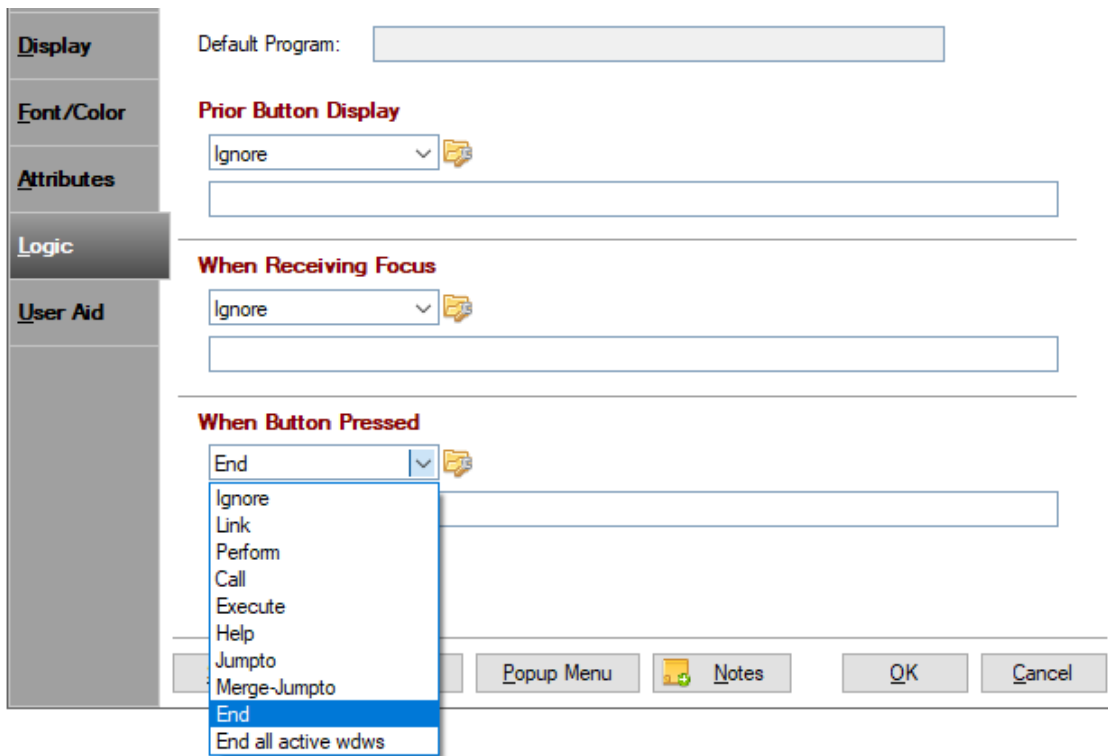 Display
Default Program:
Font/Color
Prior Button Display
Ignore
Attributes
Logic
When Receiving Focus
User Aid
Ignore
When Button Pressed
End
Ignore
Link
Perform
Call
Execute
Help
Jumpto
Merge-Jumpto
End
End all active wdws
Popup Menu
Notes
OK
Cancel